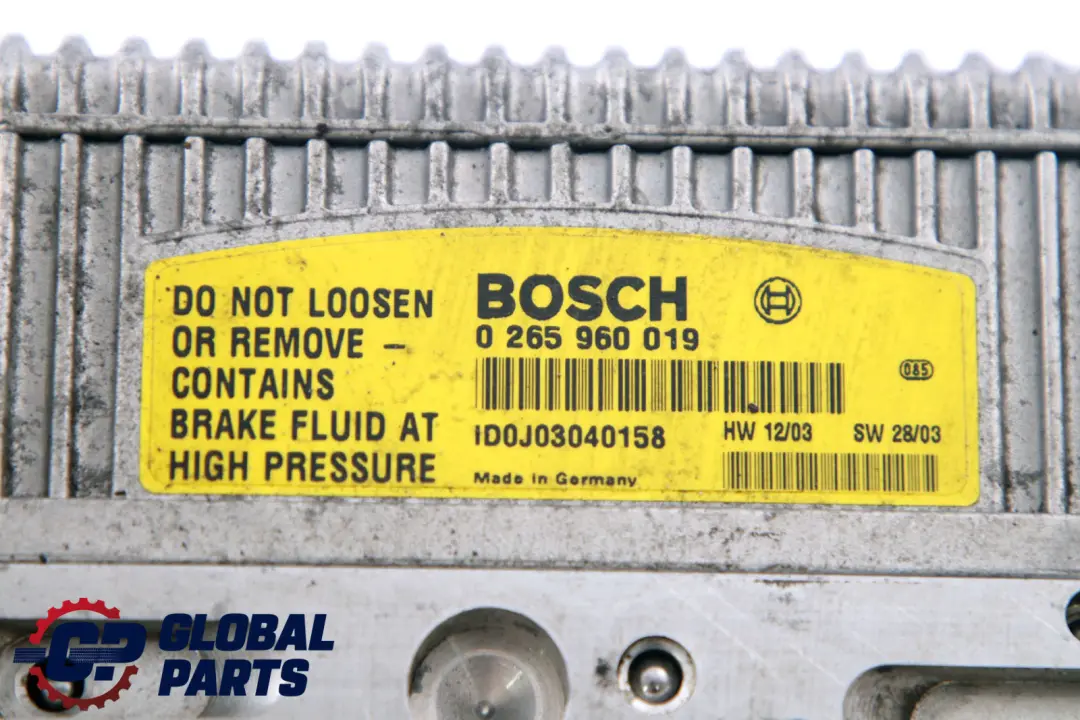 DO NOT LOOSEN
OR REMOVE –
CONTAINS
BRAKE FLUID AT
HIGH PRESSURE
BOSCH
0 265 960 019
085
ID0J03040158
HW 12/03 SW 28/03
Made in Germany
GP GLOBAL
PARTS